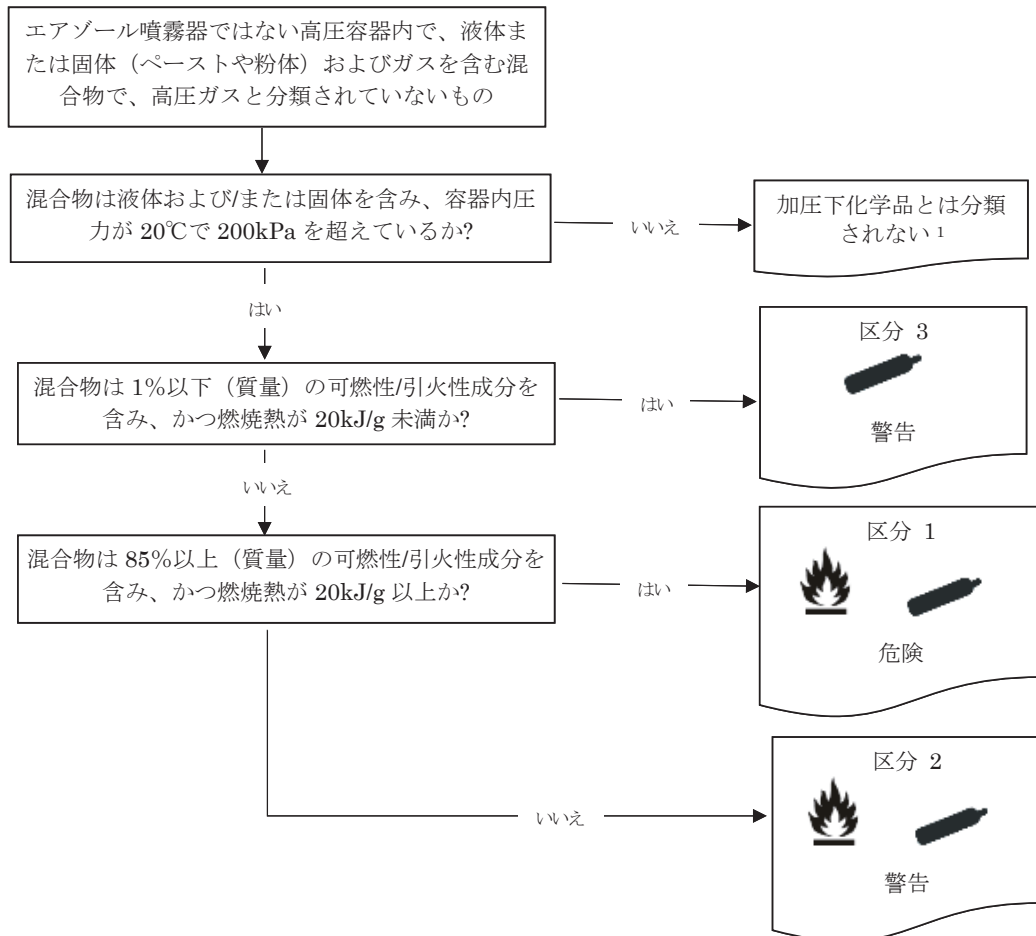 エアゾール噴霧器ではない高圧容器内で、液体ま
たは固体（ペーストや粉体）およびガスを含む混
合物で、高圧ガスと分類されていないもの
混合物は液体および/または固体を含み、容器内圧
力が 20℃で 200kPa を超えているか?
いいえ
加圧下化学品とは分類
されない ¹
はい
混合物は 1%以下（質量）の可燃性/引火性成分を
含み、かつ燃焼熱が 20kJ/g 未満か?
はい
区分 3
警告
いいえ
混合物は 85%以上（質量）の可燃性/引火性成分を
含み、かつ燃焼熱が 20kJ/g 以上か?
はい
区分 1
危険
いいえ
区分 2
警告